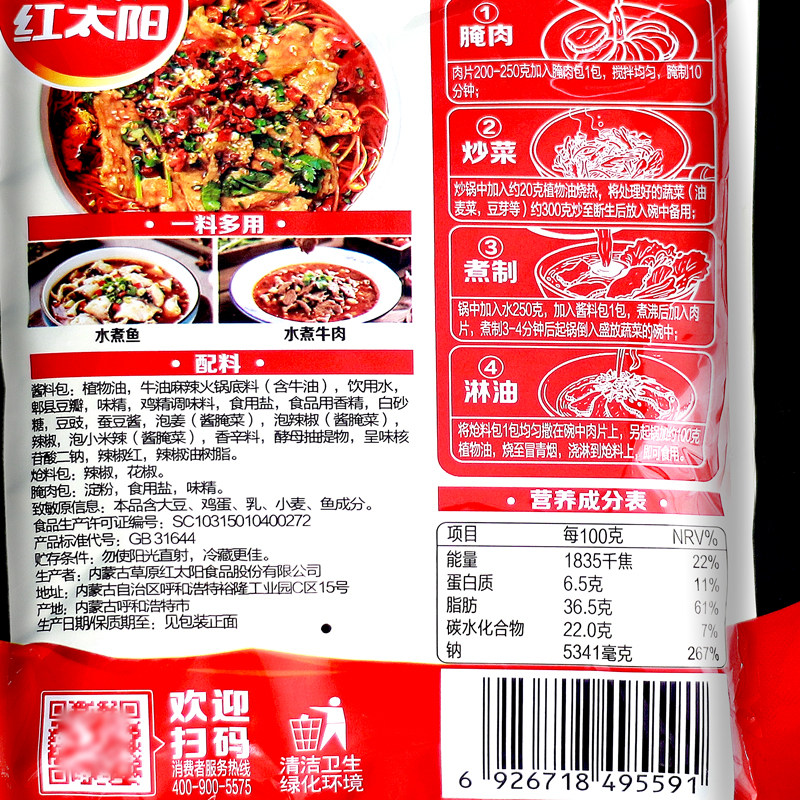 红太阳
一料多用
水煮鱼
水煮牛肉
配料
酱料包：植物油，牛油麻辣火锅底料（含牛油），饮用水，
郫县豆瓣，味精，鸡精调味料，食用盐，食品用香精，白砂
糖，豆豉，蚕豆酱，泡姜（酱腌菜），泡辣椒（酱腌菜），
辣椒，泡小米辣（酱腌菜），香辛料，酵母抽提物，呈味核
苷酸二钠，辣椒红，辣椒油树脂。
炝料包：辣椒，花椒。
腌肉包：淀粉，食用盐，味精。
致敏原信息：本品含大豆、鸡蛋、乳、小麦、鱼成分。
食品生产许可证编号：SC10315010400272
产品标准代号：GB 31644
贮存条件：勿使阳光直射，冷藏更佳。
生产者：内蒙古草原红太阳食品股份有限公司
地址：内蒙古自治区呼和浩特裕隆工业园C区15号
产地：内蒙古呼和浩特市
生产日期/保质期至：见包装正面
① 腌肉
肉片200-250克加入腌肉包1包，搅拌均匀，腌制10
分钟；
② 炒菜
炒锅中加入约20克植物油烧热，将处理好的蔬菜（油
麦菜，豆芽等）约300克炒至断生后放入碗中备用；
③ 煮制
锅中加入水250克，加入酱料包1包，煮沸后加入肉
片，煮制3-4分钟后起锅倒入盛放蔬菜的碗中；
④ 淋油
将炝料包1包均匀撒在碗中肉片上，另起锅加约100克
植物油，烧至冒青烟，浇淋到炝料上，即可食用。
营养成分表
项目 每100克 NRV%
能量 1835千焦 22%
蛋白质 6.5克 11%
脂肪 36.5克 61%
碳水化合物 22.0克 7%
钠 5341毫克 267%
欢迎
扫码
消费者服务热线
400-900-5575
清洁卫生
绿化环境
6 926718 495591